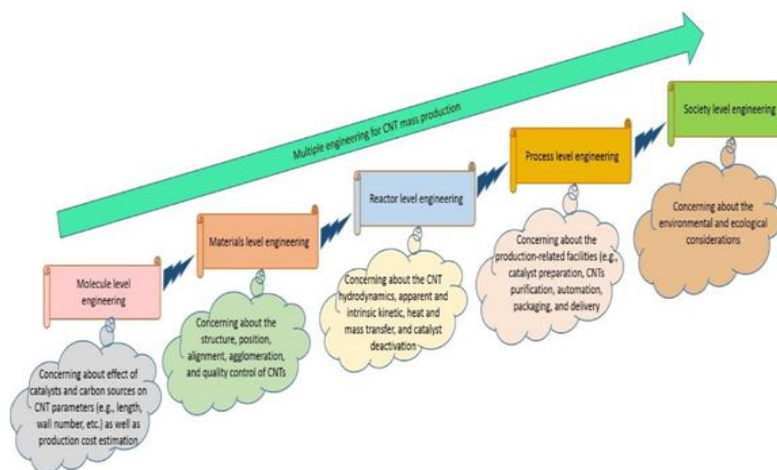 Multiple engineering for CNT mass production
Society level engineering
Process level engineering
Reactor level engineering
Materials level engineering
Molecule level
engineering
Concerning about the
environmental and ecological
considerations
Concerning about the
production-related facilities (e.g.,
catalyst preparation, CNTs
purification, automation,
packaging, and delivery
Concerning about the CNT
hydrodynamics, apparent and
intrinsic kinetic, heat and
mass transfer, and catalyst
deactivation
Concerning about the
structure, position,
alignment, agglomeration,
and quality control of CNTs
Concerning about effect of
catalysts and carbon sources on
CNT parameters (e.g., length,
wall number, etc.) as well as
production cost estimation